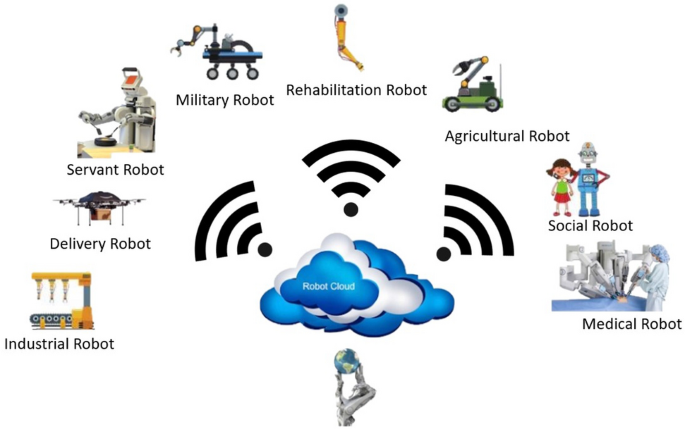 Military Robot
Rehabilitation Robot
Agricultural Robot
Servant Robot
Social Robot
Delivery Robot
Robot Cloud
Medical Robot
Industrial Robot